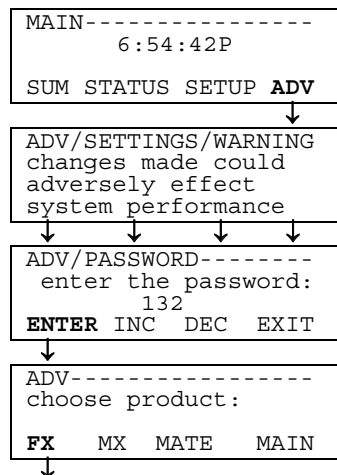 MAIN----------------
6:54:42P
SUM STATUS SETUP ADV
ADV/SETTINGS/WARNING
changes made could
adversely effect
system performance
ADV/PASSWORD--------
enter the password:
132
ENTER INC DEC EXIT
ADV-----------------
choose product:
FX MX MATE MAIN